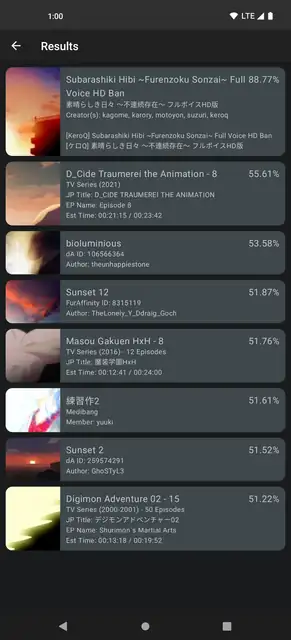 1:00
LTE
Results
Subarashiki Hibi ~Furenzoku Sonzai~ Full 88.77%
Voice HD Ban
素晴らしき日々 ～不連続存在～ フルボイスHD版
Creator(s): kagome, karory, motoyon, suzuri, keroq
[KeroQ] Subarashiki Hibi ~Furenzoku Sonzai~ Full Voice HD Ban
[ケロQ] 素晴らしき日々 ～不連続存在～ フルボイスHD版
D_Cide Traumerei the Animation - 8 55.61%
TV Series (2021)
JP Title: D_CIDE TRAUMEREI THE ANIMATION
EP Name: Episode 8
Est Time: 00:21:15 / 00:23:42
bioluminious 53.58%
dA ID: 106566364
Author: theunhappiestone
Sunset 12 51.87%
FurAffinity ID: 8315119
Author: TheLonely_Y_Ddraig_Goch
Masou Gakuen HxH - 8 51.76%
TV Series (2016) - 12 Episodes
JP Title: 魔装学園HxH
Est Time: 00:12:41 / 00:24:00
練習作2 51.61%
Medibang
Member: yuuki
Sunset 2 51.52%
dA ID: 259574291
Author: GhoSTyL3
Digimon Adventure 02 - 15 51.22%
TV Series (2000-2001) - 50 Episodes
JP Title: デジモンアドベンチャー02
EP Name: Shurimon`s Martial Arts
Est Time: 00:13:18 / 00:19:52